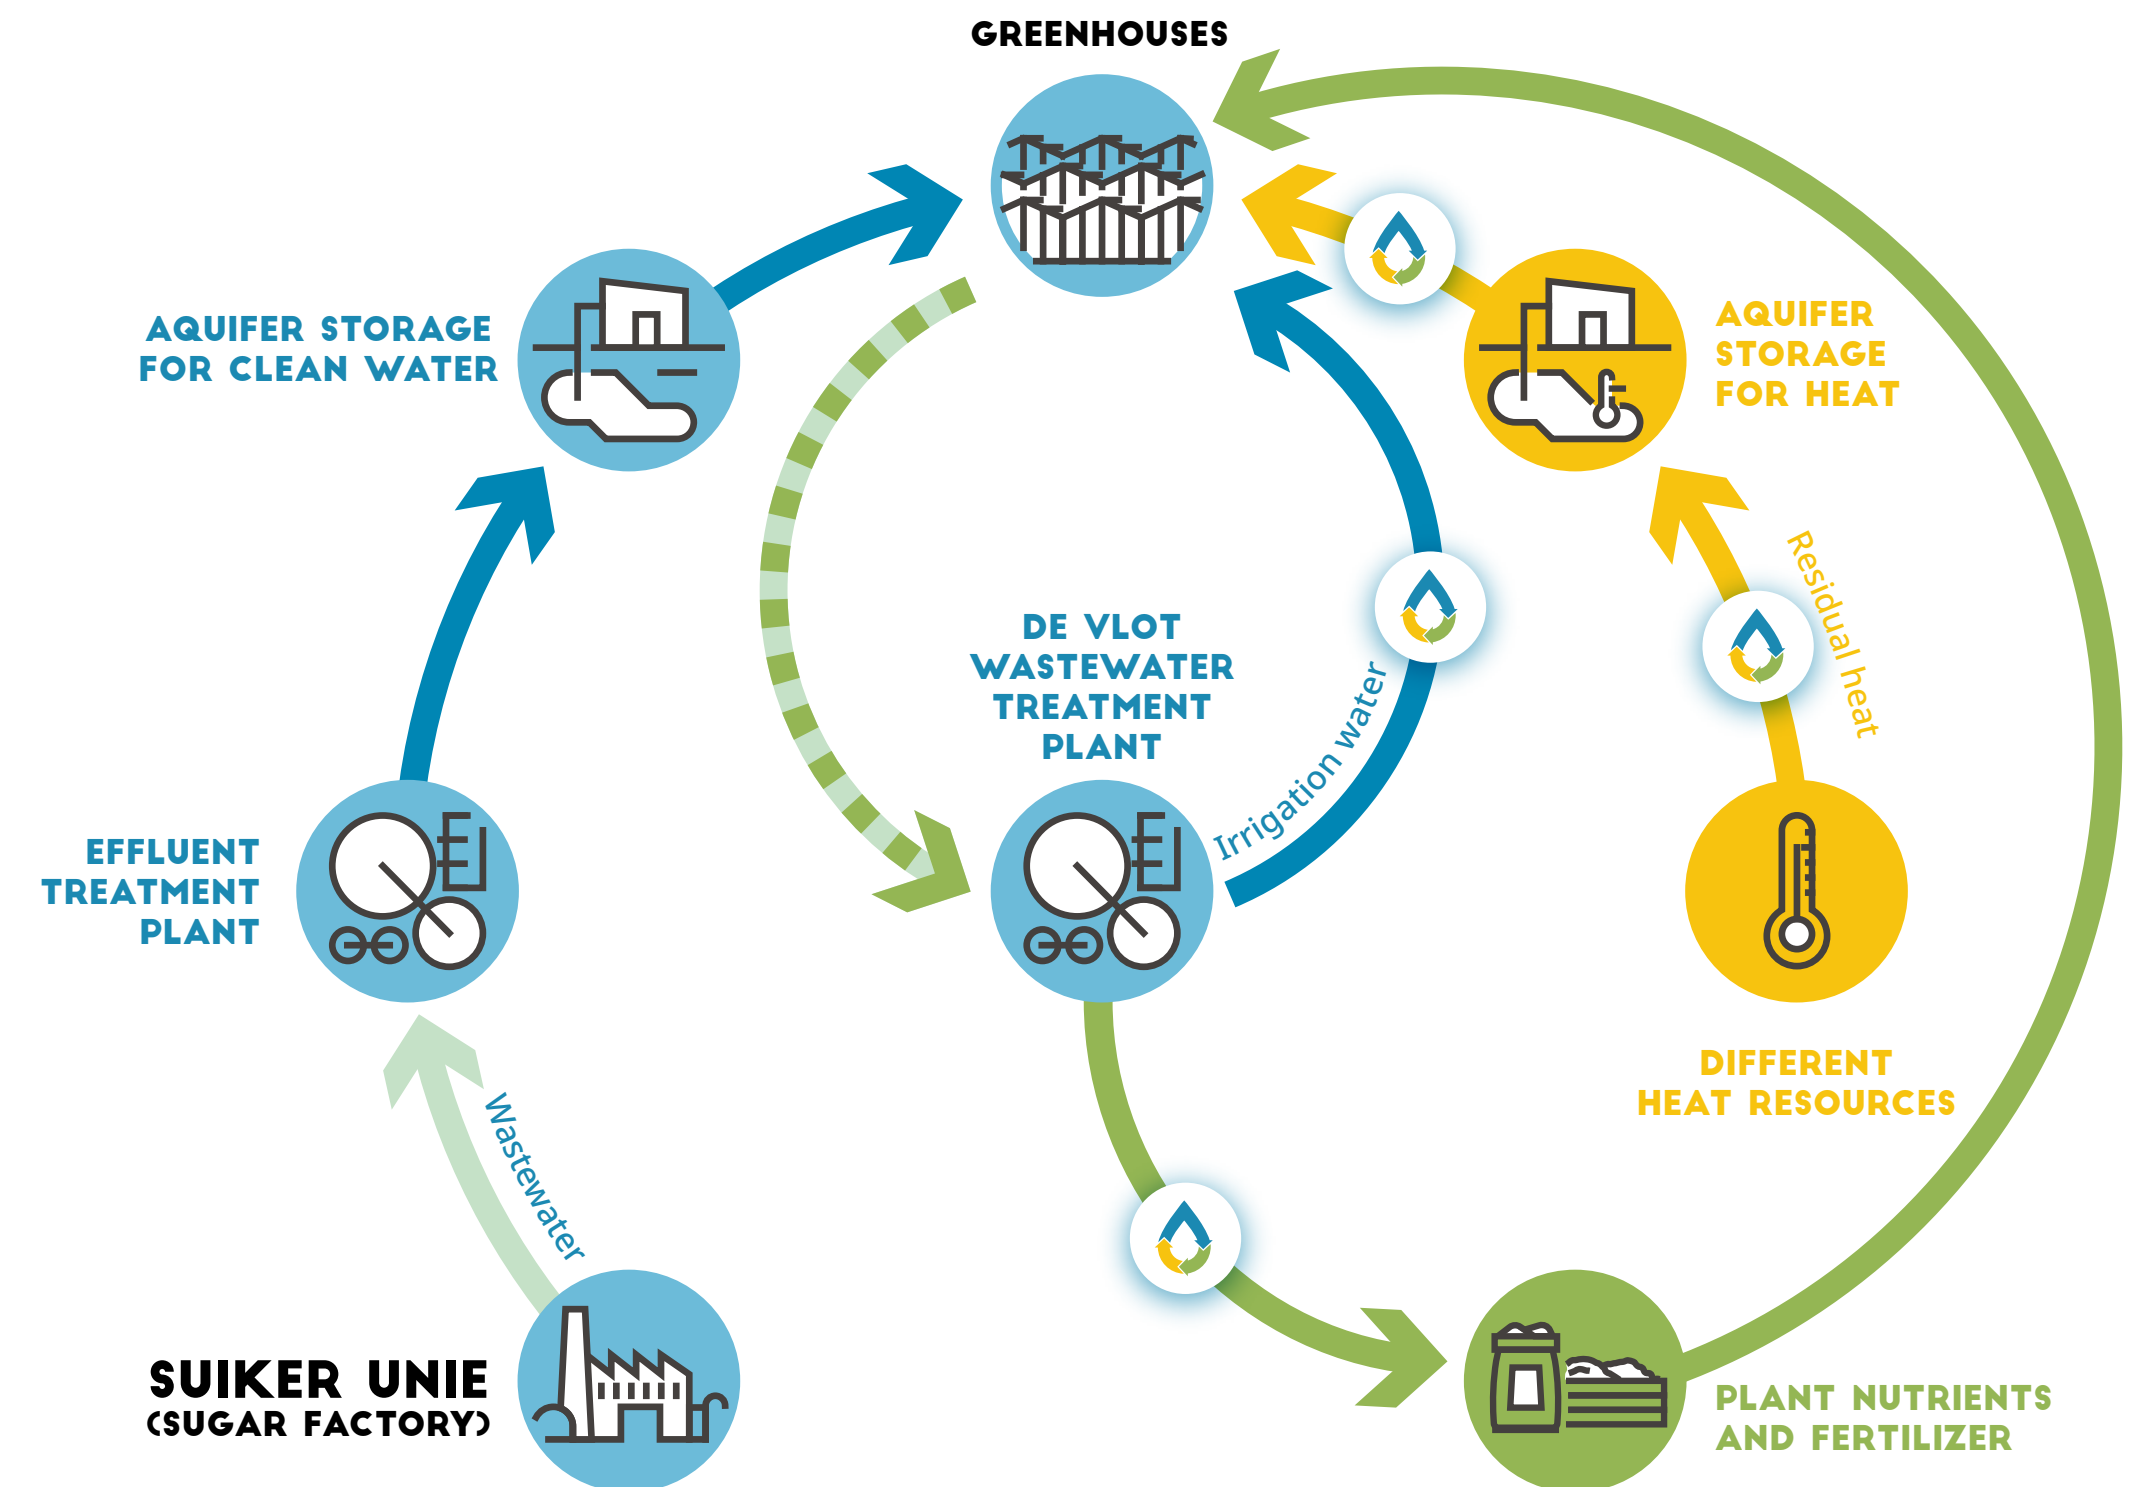 GREENHOUSES
AQUIFER STORAGE
FOR CLEAN WATER
AQUIFER
STORAGE
FOR HEAT
Residual heat
DE VLOT
WASTEWATER
TREATMENT
PLANT
Irrigation water
EFFLUENT
TREATMENT
PLANT
DIFFERENT
HEAT RESOURCES
Wastewater
SUIKER UNIE
(SUGAR FACTORY)
PLANT NUTRIENTS
AND FERTILIZER